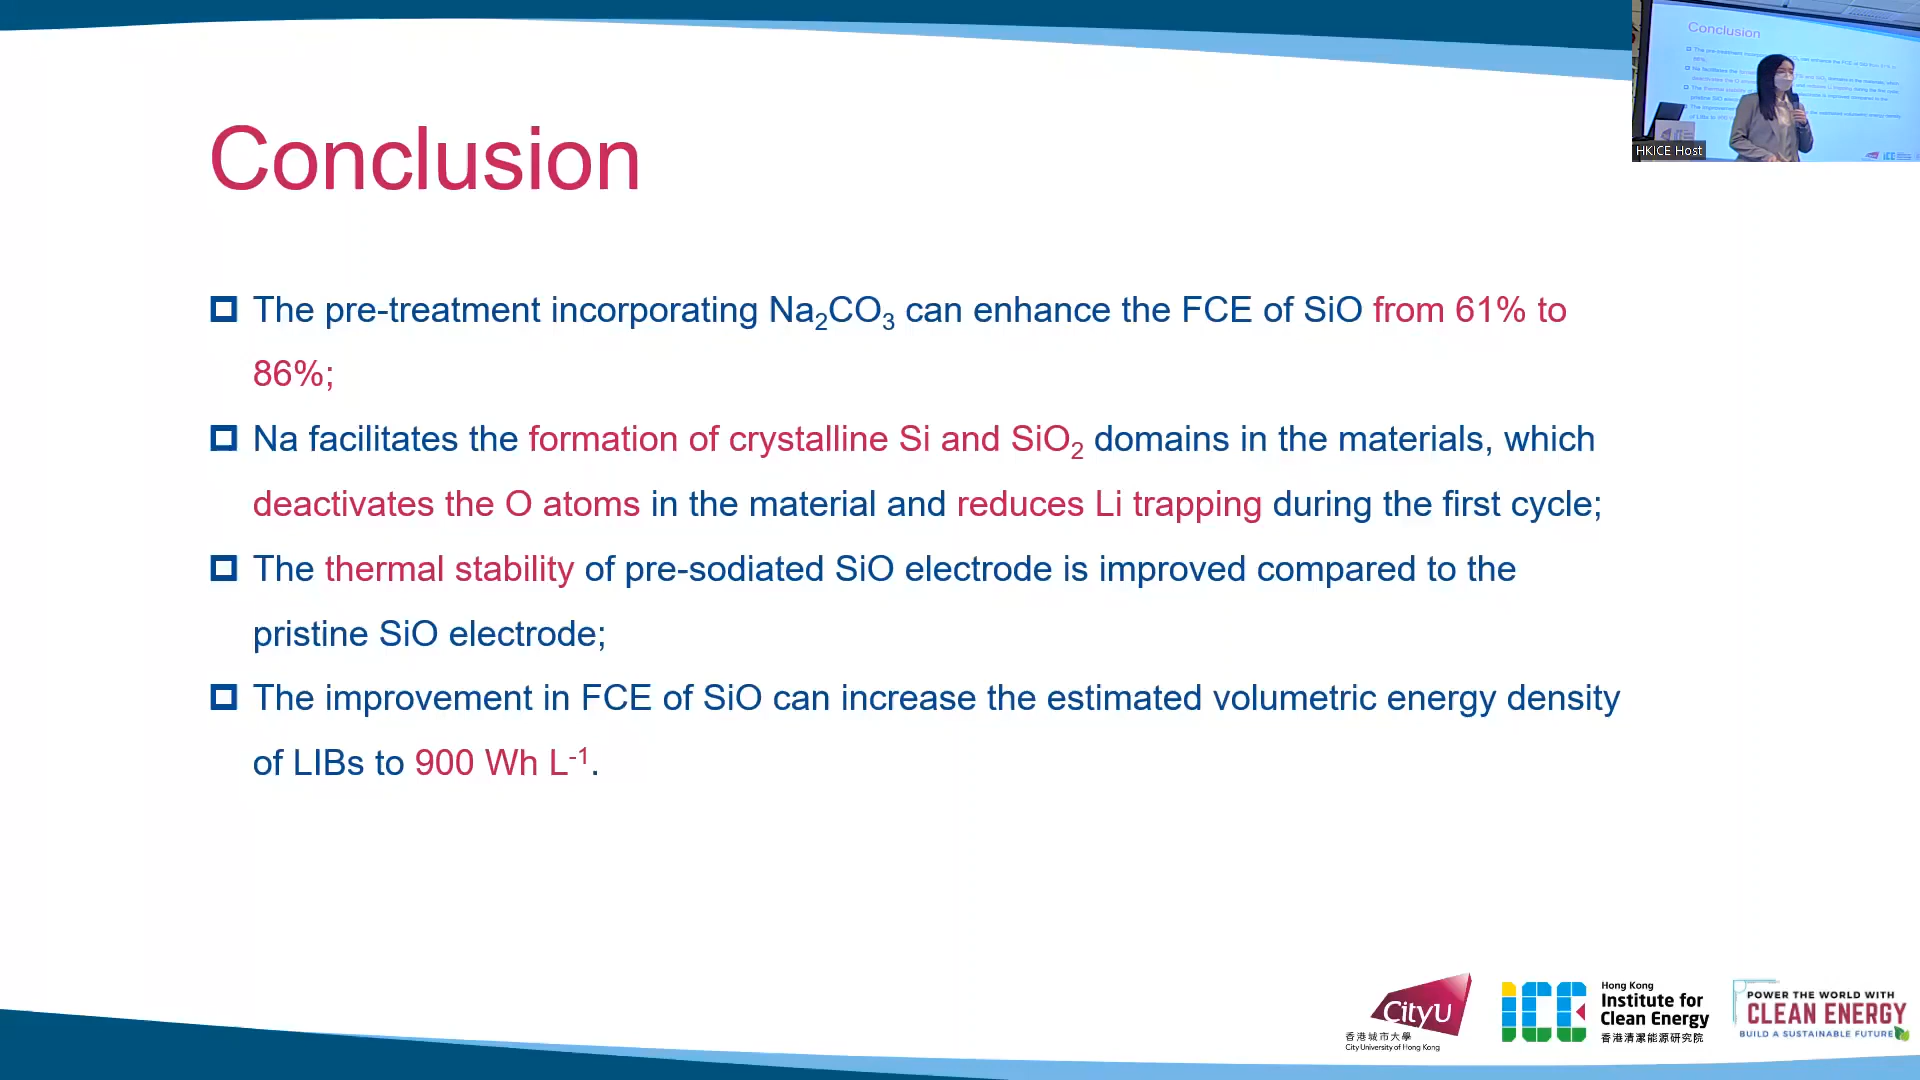 Conclusion
HKICE Host
Conclusion
The pre-treatment incorporating Na₂CO₃ can enhance the FCE of SiO from 61% to
86%;
Na facilitates the formation of crystalline Si and SiO₂ domains in the materials, which
deactivates the O atoms in the material and reduces Li trapping during the first cycle;
The thermal stability of pre-sodiated SiO electrode is improved compared to the
pristine SiO electrode;
The improvement in FCE of SiO can increase the estimated volumetric energy density
of LIBs to 900 Wh L⁻¹.
CityU
香港城市大學
City University of Hong Kong
ICE
Hong Kong
Institute for
Clean Energy
香港清潔能源研究院
POWER THE WORLD WITH
CLEAN ENERGY
BUILD A SUSTAINABLE FUTURE